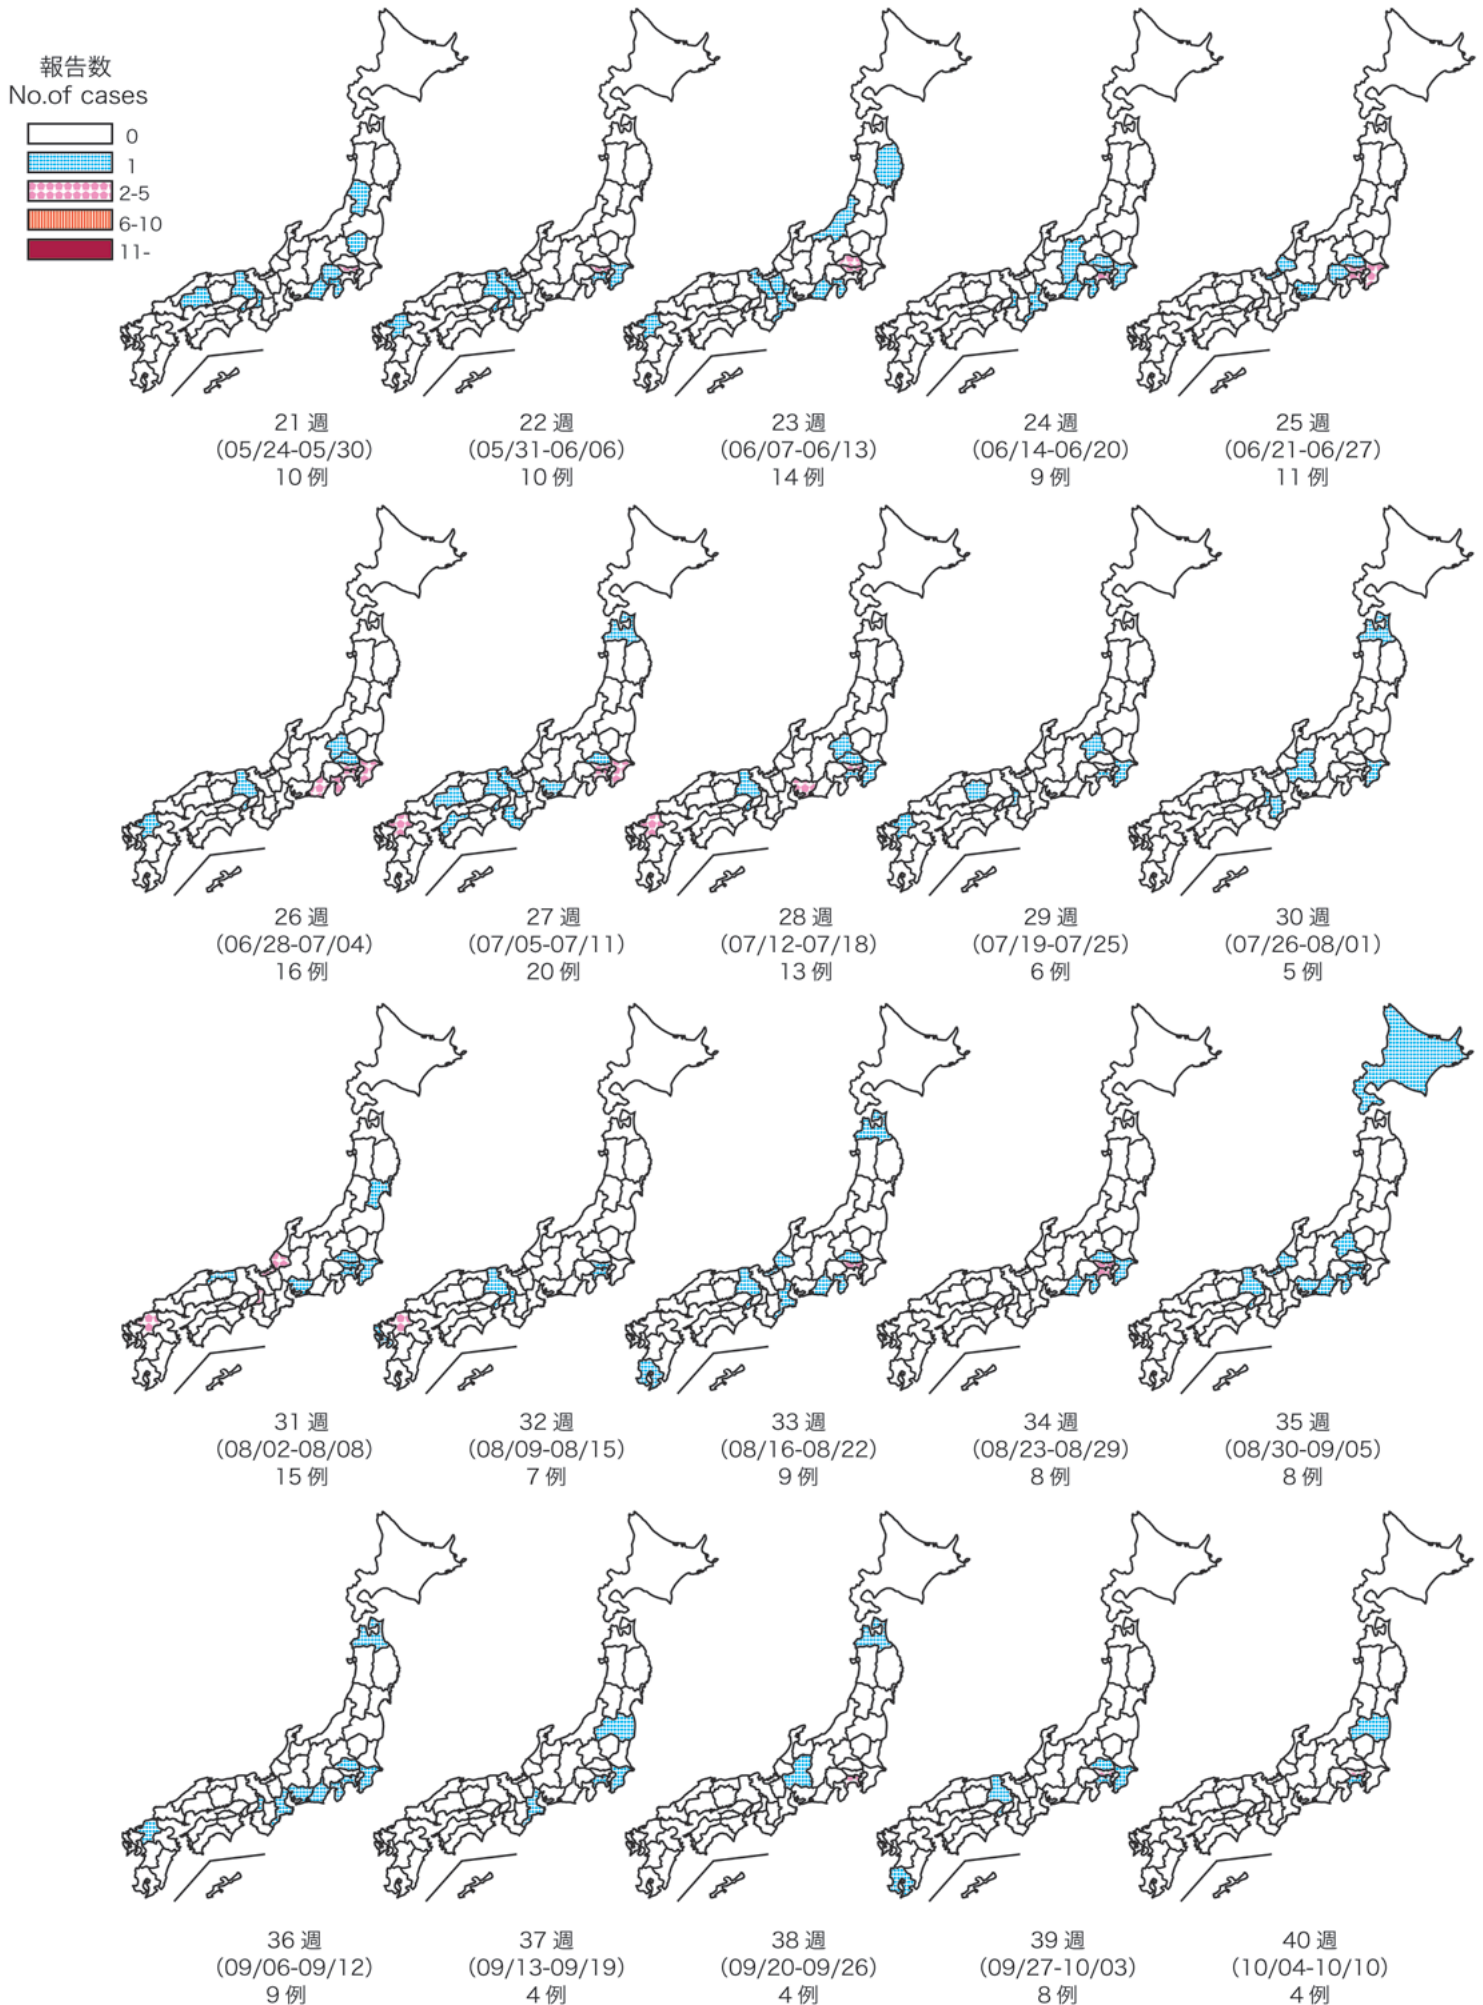 報告数
No.of cases
0
1
2-5
6-10
11-
21 週
(05/24-05/30)
10 例
22 週
(05/31-06/06)
10 例
23 週
(06/07-06/13)
14 例
24 週
(06/14-06/20)
9 例
25 週
(06/21-06/27)
11 例
26 週
(06/28-07/04)
16 例
27 週
(07/05-07/11)
20 例
28 週
(07/12-07/18)
13 例
29 週
(07/19-07/25)
6 例
30 週
(07/26-08/01)
5 例
31 週
(08/02-08/08)
15 例
32 週
(08/09-08/15)
7 例
33 週
(08/16-08/22)
9 例
34 週
(08/23-08/29)
8 例
35 週
(08/30-09/05)
8 例
36 週
(09/06-09/12)
9 例
37 週
(09/13-09/19)
4 例
38 週
(09/20-09/26)
4 例
39 週
(09/27-10/03)
8 例
40 週
(10/04-10/10)
4 例